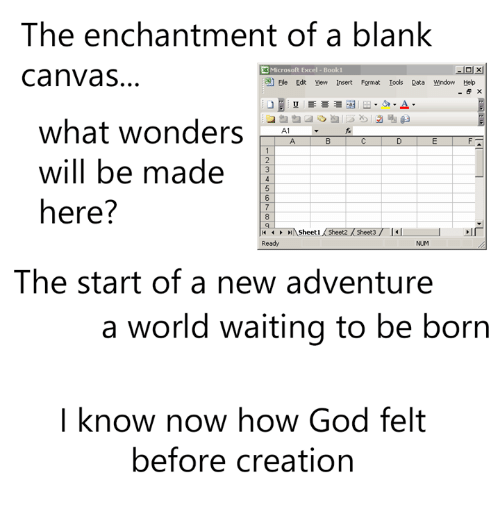 The enchantment of a blank
canvas...
Microsoft Excel - Book1
File Edit View Insert Format Tools Data Window Help
what wonders
will be made
here?
U A
A1 fx
A B C D E F
1
2
3
4
5
6
7
8
9
Sheet1 Sheet2 Sheet3
Ready NUM
The start of a new adventure
a world waiting to be born
I know now how God felt
before creation